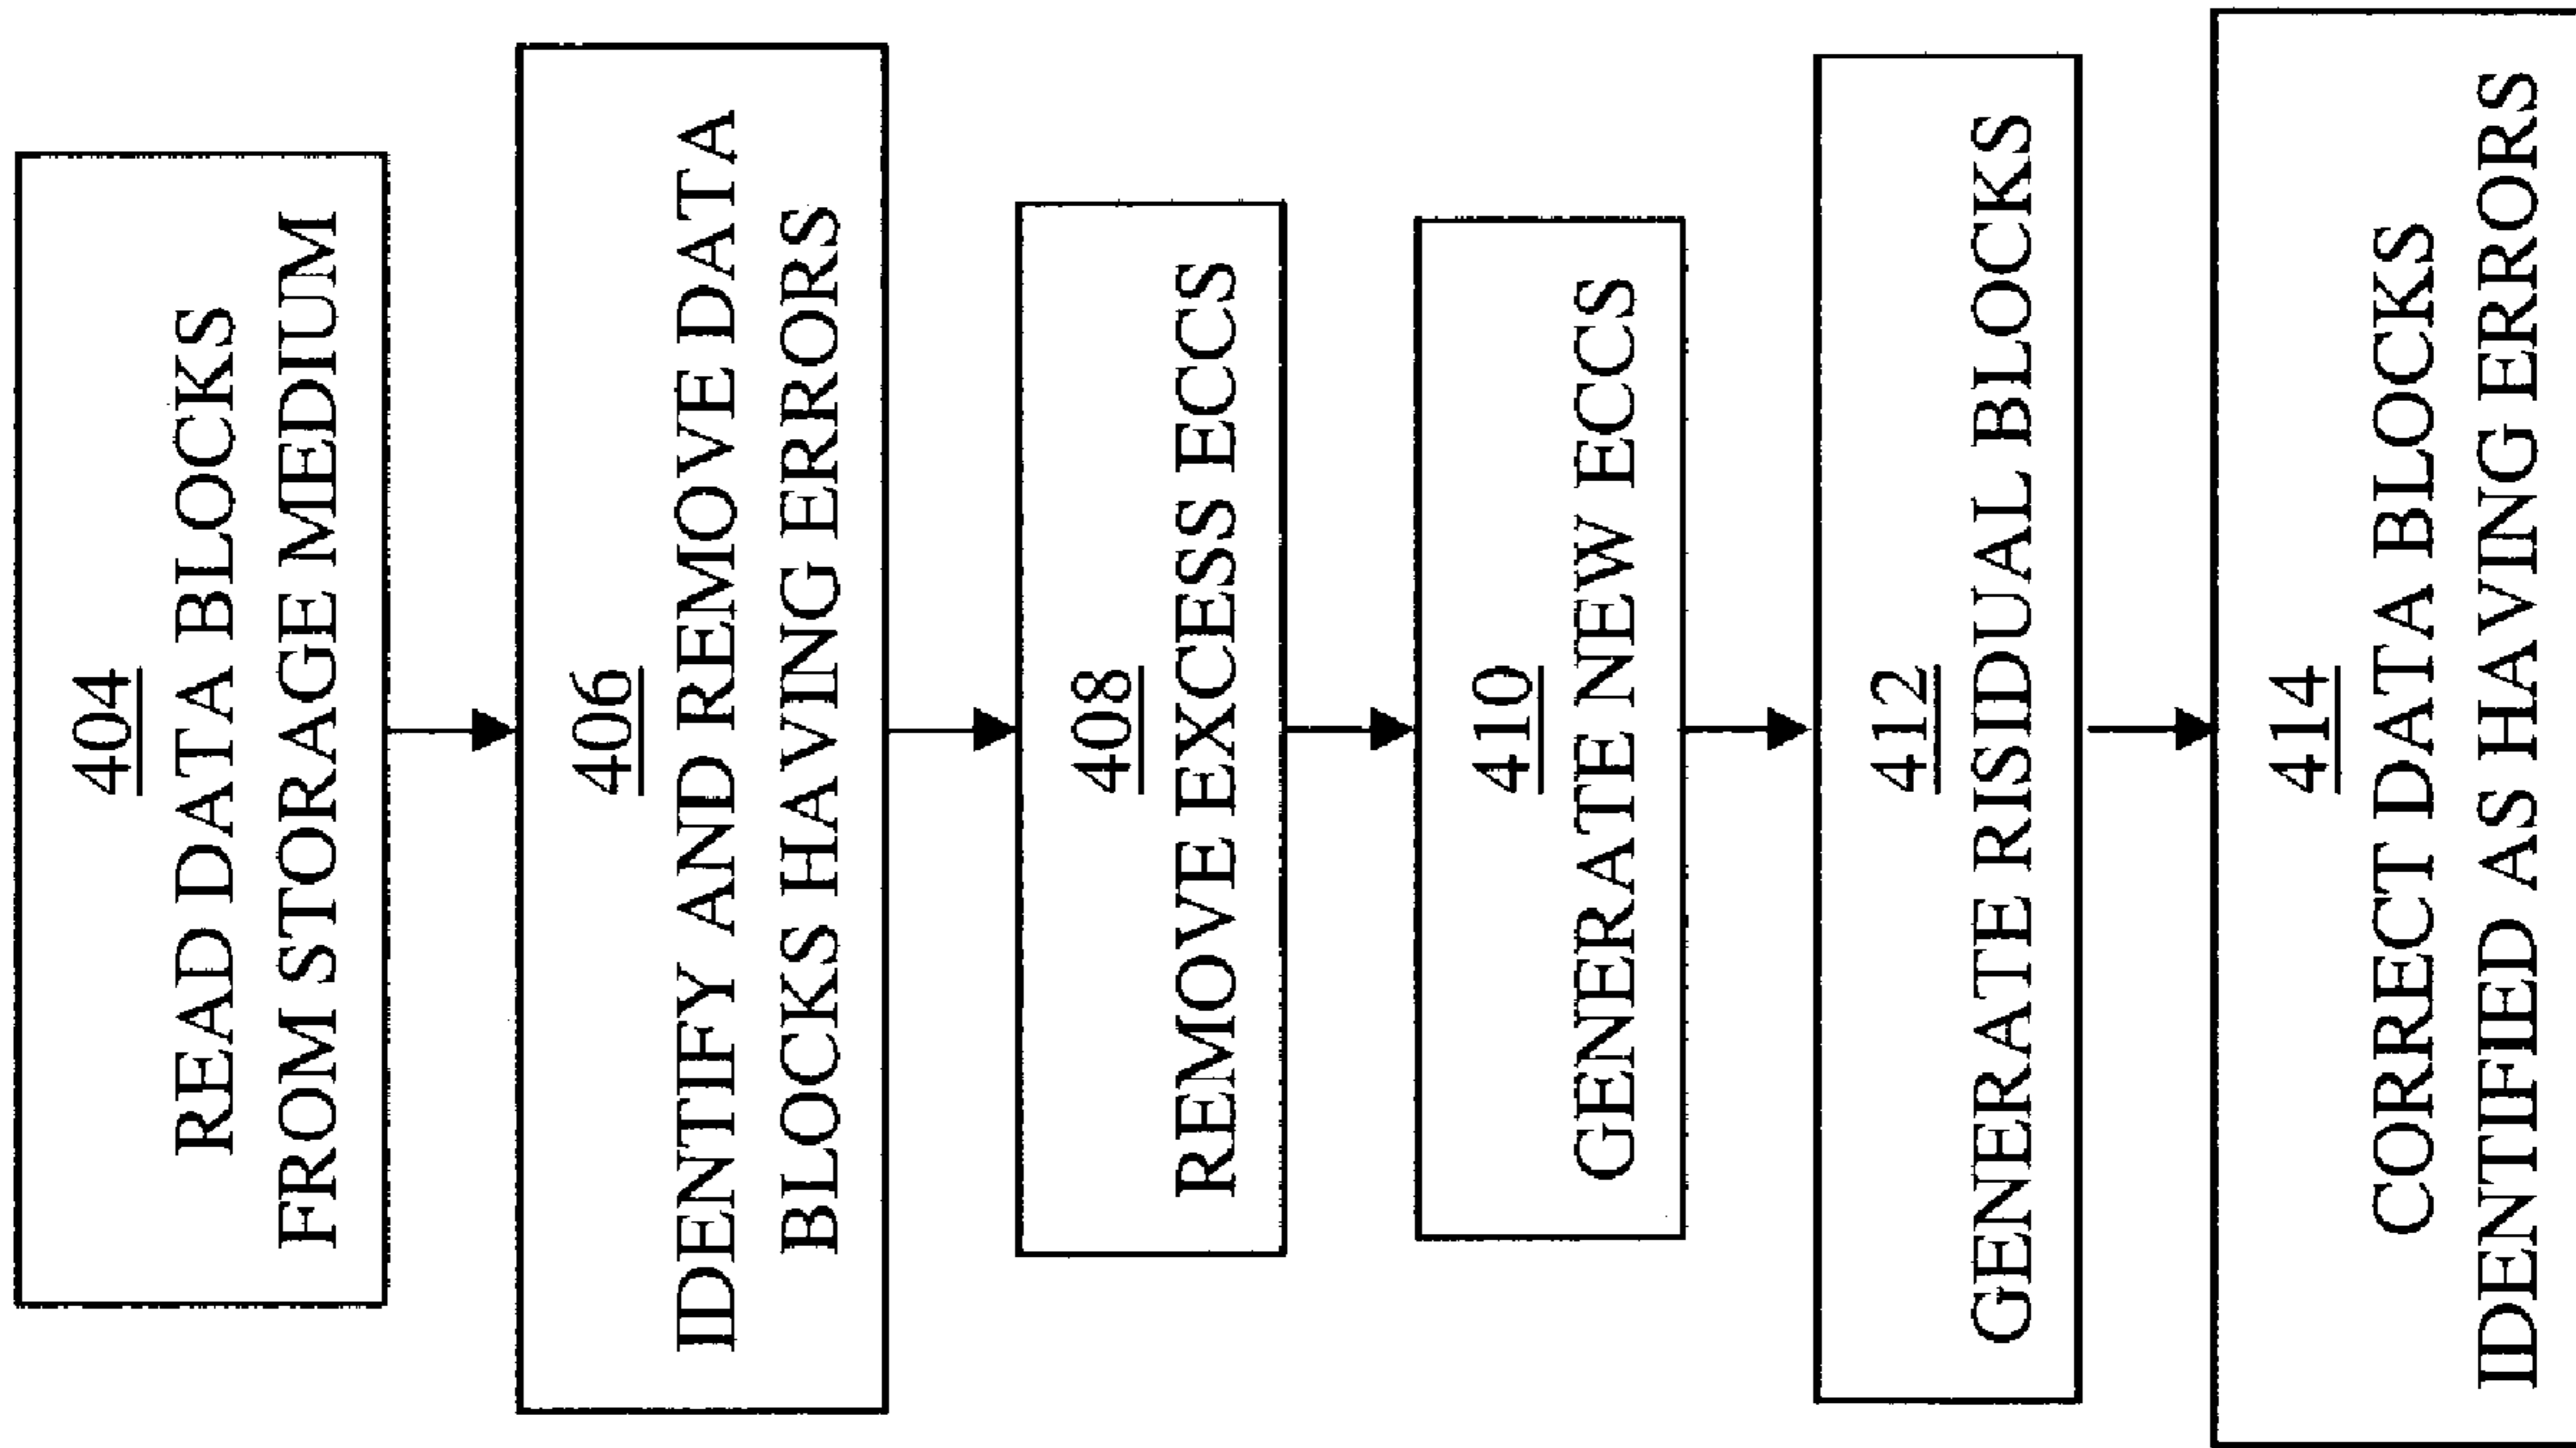 404
READ DATA BLOCKS
FROM STORAGE MEDIUM
406
IDENTIFY AND REMOVE DATA
BLOCKS HAVING ERRORS
408
REMOVE EXCESS ECCS
410
GENERATE NEW ECCS
412
GENERATE RISIDUAL BLOCKS
414
CORRECT DATA BLOCKS
IDENTIFIED AS HAVING ERRORS